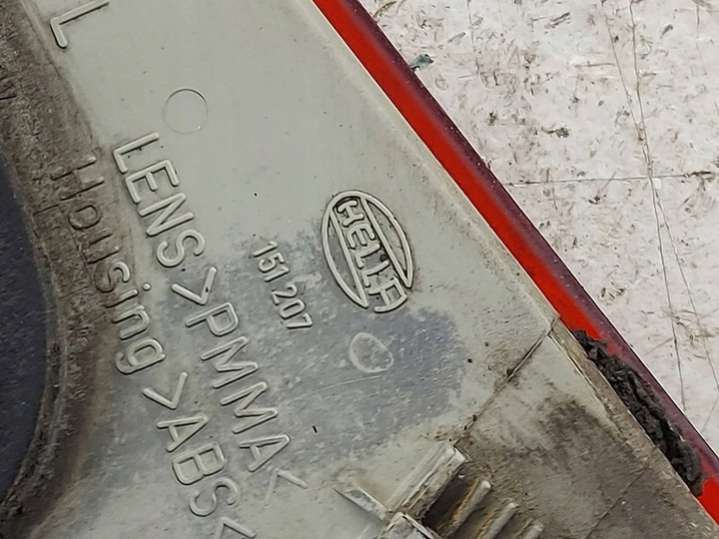 L
HELLA
151 207
LENS >PMMA<
Housing >ABS<